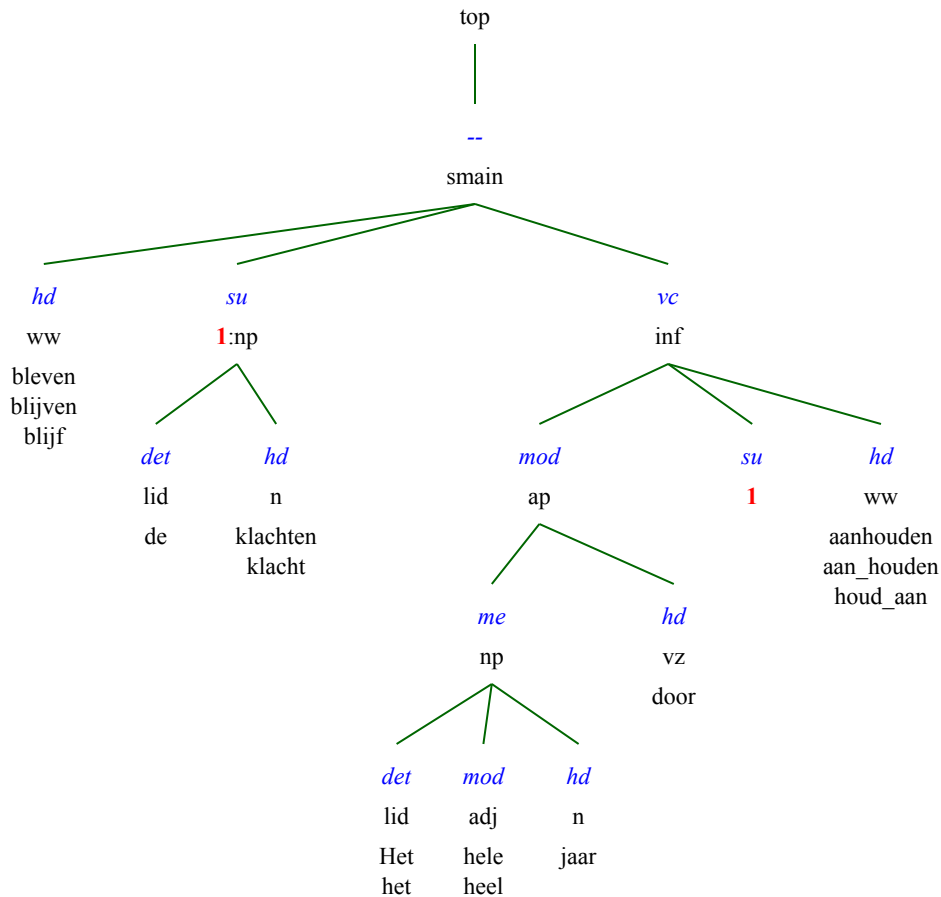 top
--
smain
hd su vc
ww 1:np inf
bleven
blijven
blijf
det hd mod su hd
lid n ap 1 ww
de klachten aanhouden
klacht aan_houden
houd_aan
me hd
np vz
door
det mod hd
lid adj n
Het hele jaar
het heel